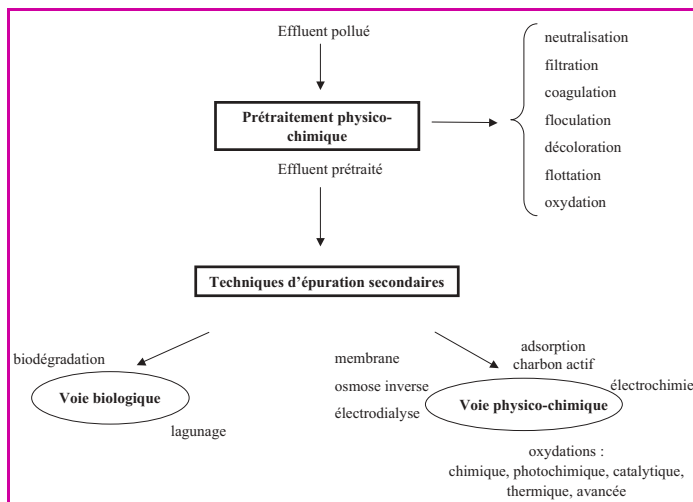 Effluent pollué
Prétraitement physico-
chimique
neutralisation
filtration
coagulation
floculation
décoloration
flottation
oxydation
Effluent prétraité
Techniques d'épuration secondaires
biodégradation
Voie biologique
lagunage
membrane
osmose inverse
électrodialyse
adsorption
charbon actif
électrochimie
Voie physico-chimique
oxydations :
chimique, photochimique, catalytique,
thermique, avancée